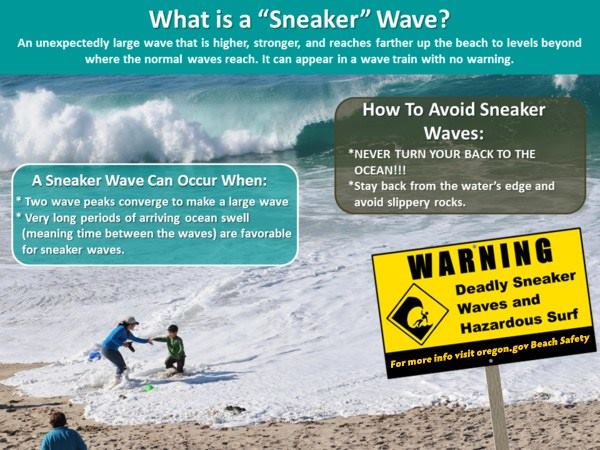 What is a “Sneaker” Wave?
An unexpectedly large wave that is higher, stronger, and reaches farther up the beach to levels beyond
where the normal waves reach. It can appear in a wave train with no warning.
How To Avoid Sneaker
Waves:
*NEVER TURN YOUR BACK TO THE
OCEAN!!!
*Stay back from the water’s edge and
avoid slippery rocks.
A Sneaker Wave Can Occur When:
* Two wave peaks converge to make a large wave
* Very long periods of arriving ocean swell
(meaning time between the waves) are favorable
for sneaker waves.
WARNING
Deadly Sneaker
Waves and
Hazardous Surf
For more info visit oregon.gov Beach Safety